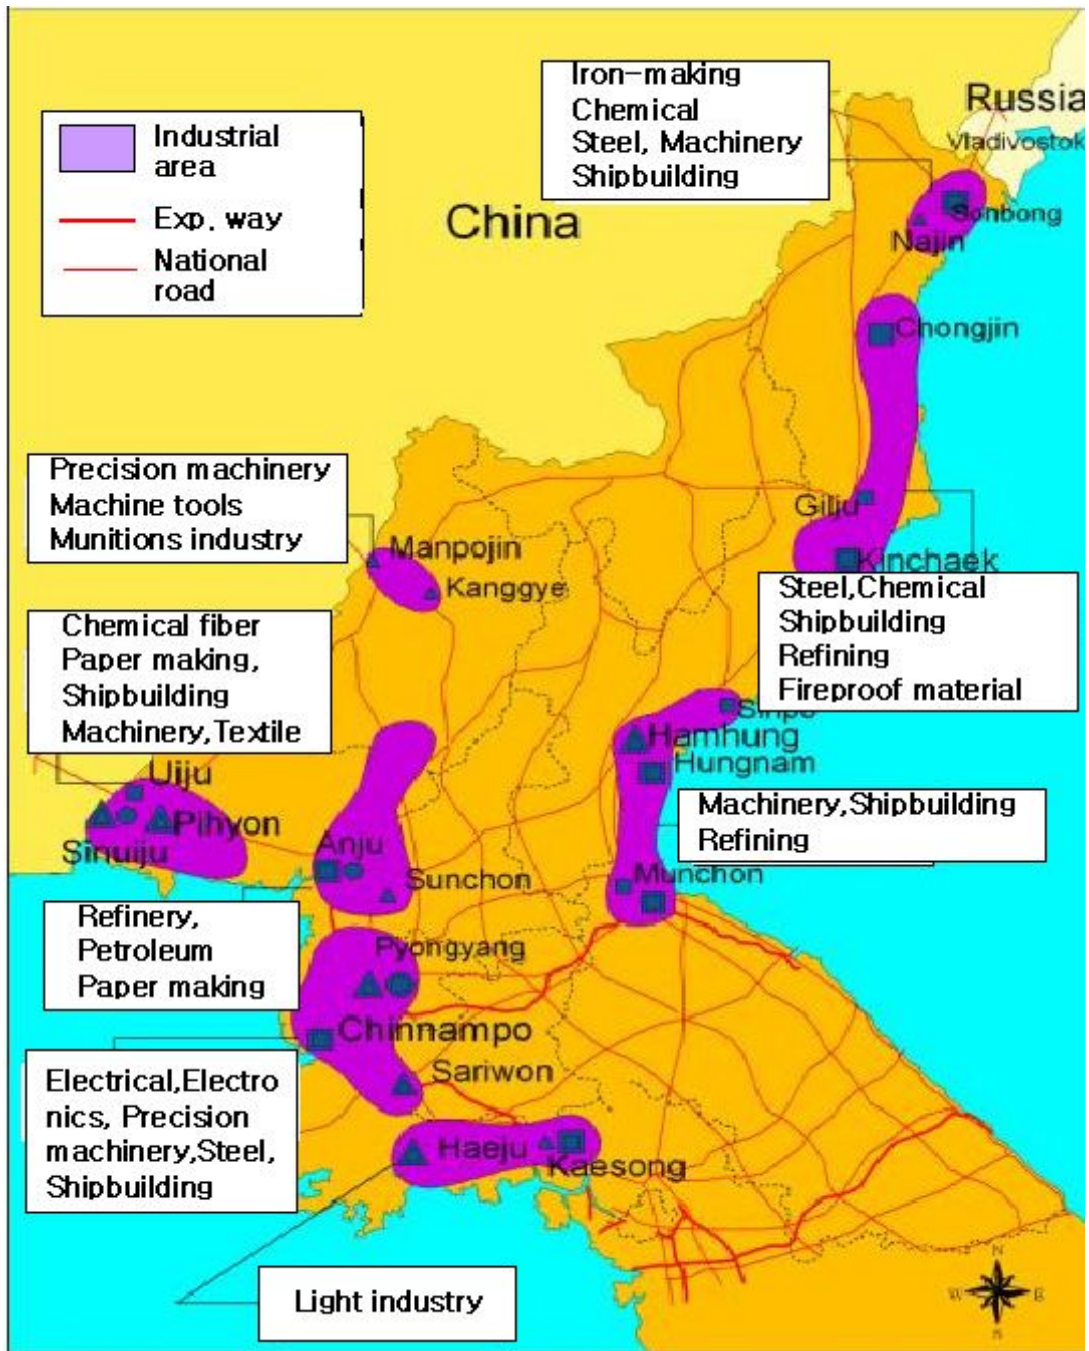 Iron-making
Chemical
Steel, Machinery
Shipbuilding
Russia
Vladivostok
Industrial
area
Exp. way
National
road
China
Sonbong
Najin
Chongjin
Precision machinery
Machine tools
Munitions industry
Gilju
Manpojin
Kinchaek
Kanggye
Steel,Chemical
Shipbuilding
Refining
Fireproof material
Chemical fiber
Paper making,
Shipbuilding
Machinery,Textile
Sinpo
Hamhung
Hungnam
Uiju
Pihyon
Sinuiju
Machinery,Shipbuilding
Refining
Anju
Sunchon
Munchon
Refinery,
Petroleum
Paper making
Pyongyang
Chinnampo
Sariwon
Electrical,Electro
nics, Precision
machinery,Steel,
Shipbuilding
Haeju
Kaesong
Light industry
N
W
E
S